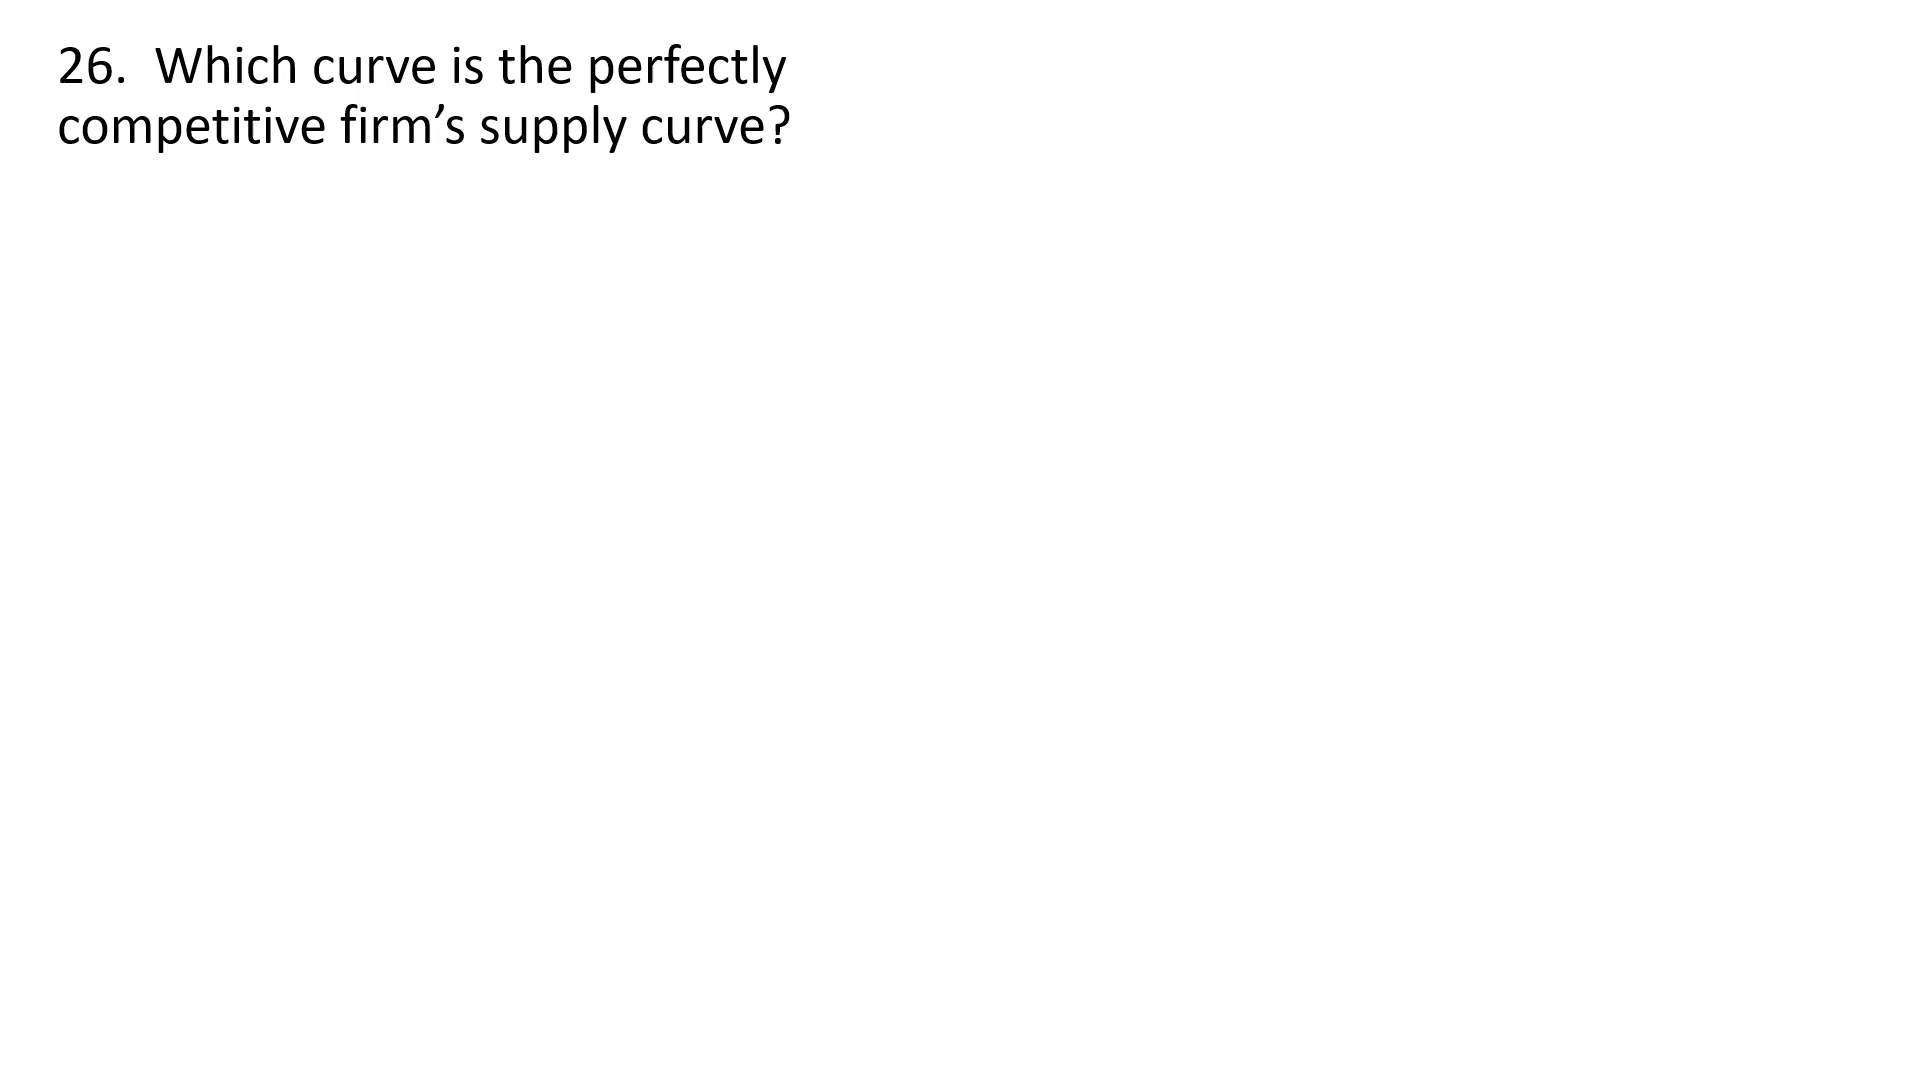 26.  Which curve is the perfectly
competitive firm’s supply curve?